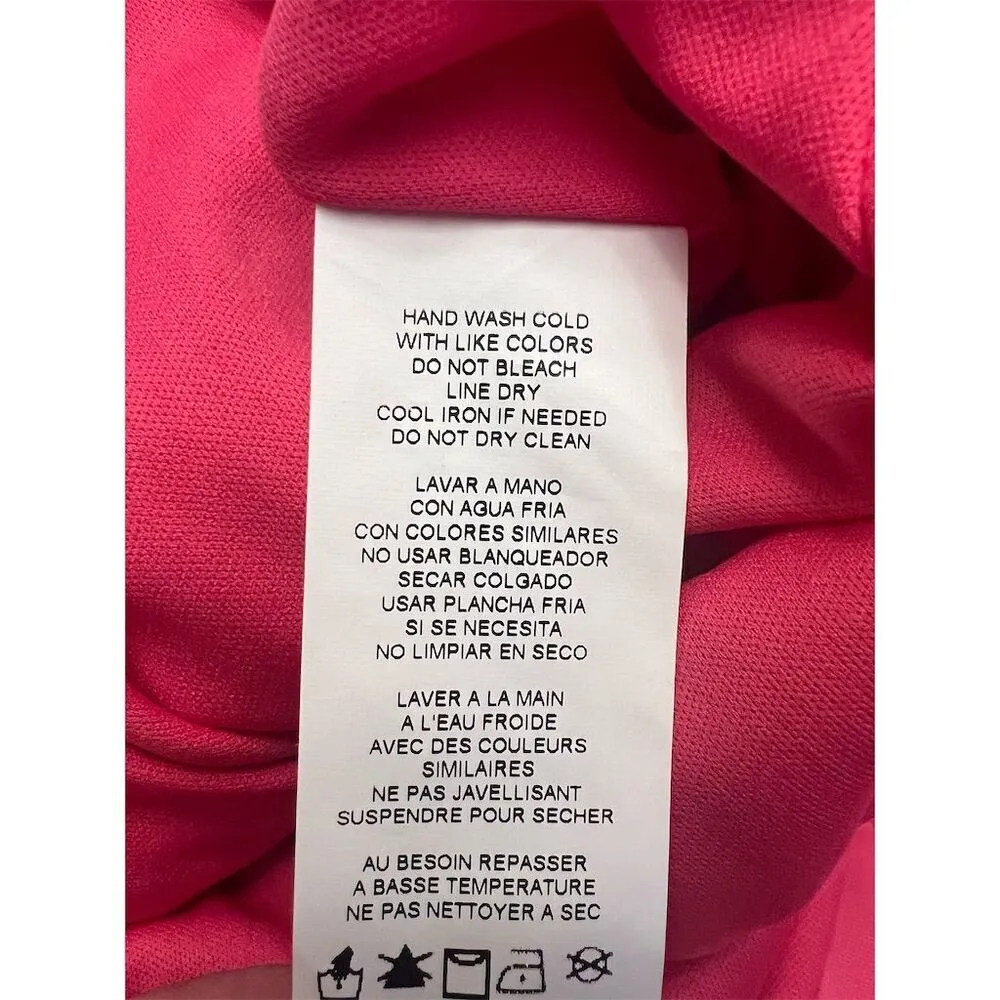 HAND WASH COLD
WITH LIKE COLORS
DO NOT BLEACH
LINE DRY
COOL IRON IF NEEDED
DO NOT DRY CLEAN
LAVAR A MANO
CON AGUA FRIA
CON COLORES SIMILARES
NO USAR BLANQUEADOR
SECAR COLGADO
USAR PLANCHA FRIA
SI SE NECESITA
NO LIMPIAR EN SECO
LAVER A LA MAIN
A L'EAU FROIDE
AVEC DES COULEURS
SIMILAIRES
NE PAS JAVELLISANT
SUSPENDRE POUR SECHER
AU BESOIN REPASSER
A BASSE TEMPERATURE
NE PAS NETTOYER A SEC